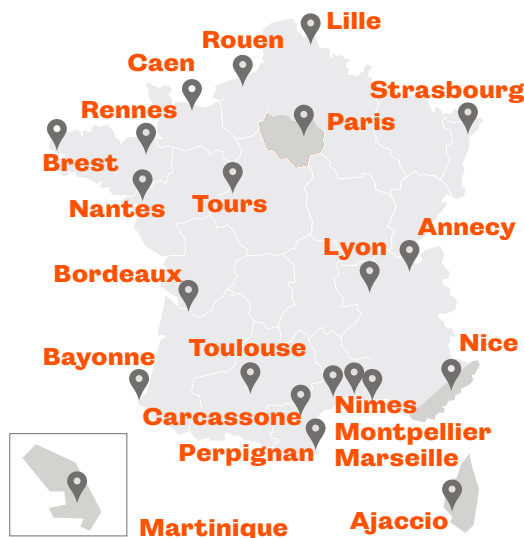 Lille
Rouen
Caen
Strasbourg
Rennes
Paris
Brest
Nantes
Tours
Annecy
Lyon
Bordeaux
Nice
Toulouse
Bayonne
Nimes
Carcassone
Montpellier
Perpignan
Marseille
Ajaccio
Martinique